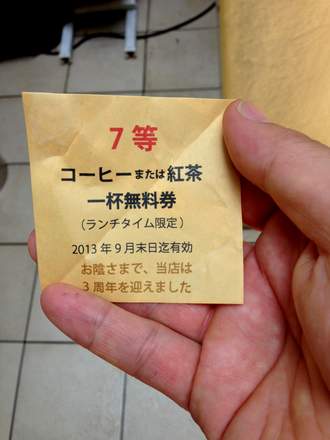 7等
コーヒーまたは紅茶
一杯無料券
（ランチタイム限定）
2013年9月末日迄有効
お陰さまで、当店は
3周年を迎えました